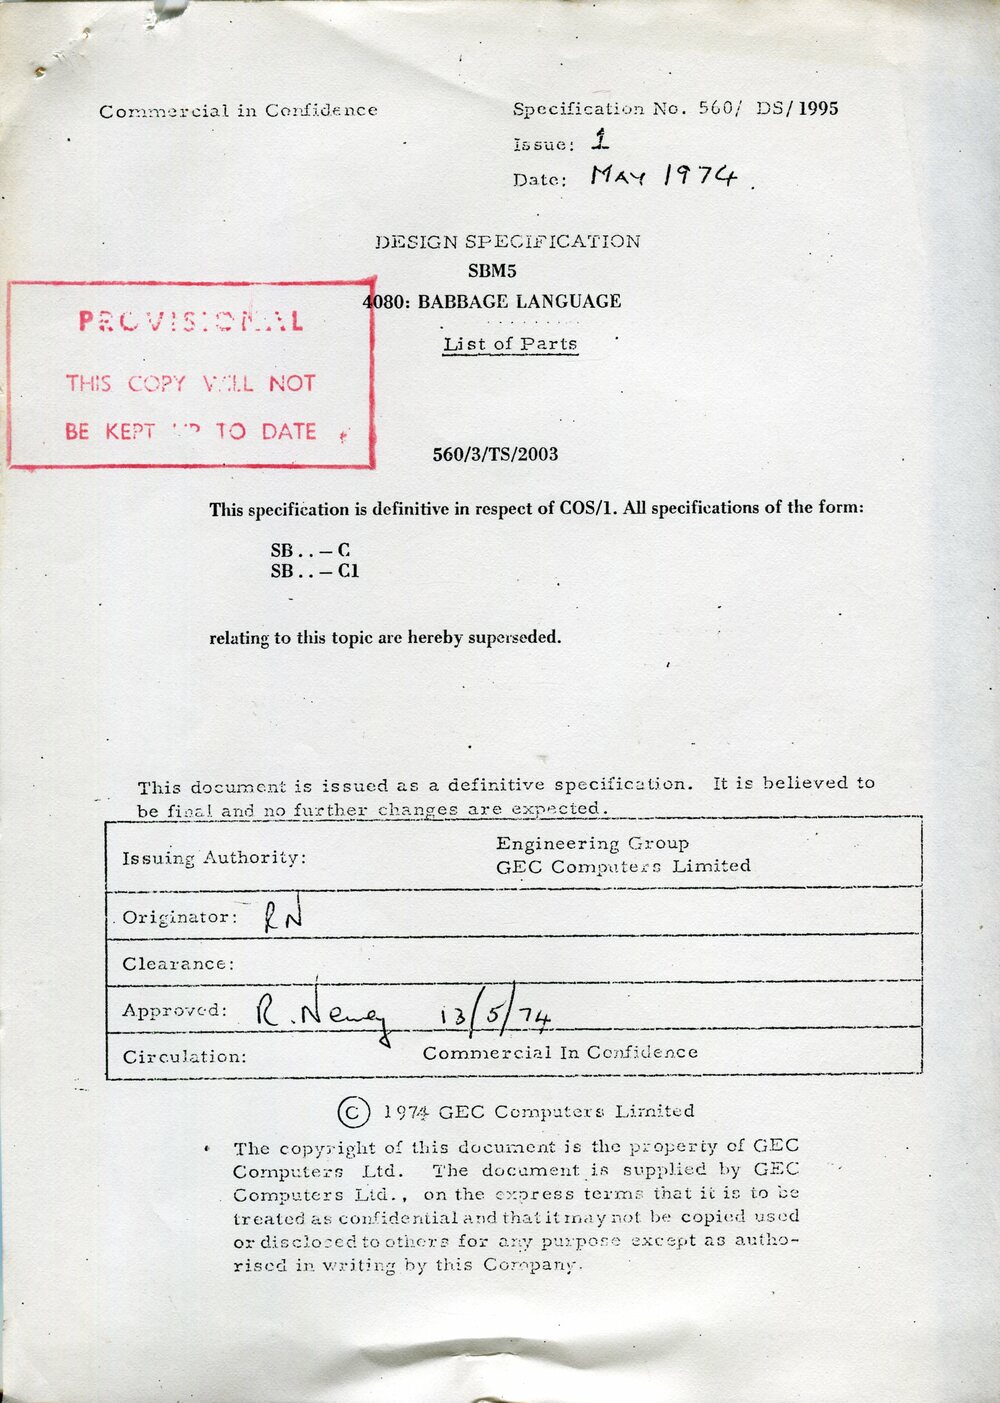 Commercial in Confidence
Specification No. 560/ DS/1995
Issue: 1
Date: MAY 1974.
DESIGN SPECIFICATION
SBM5
4080: BABBAGE LANGUAGE
List of Parts
PROVISIONAL
THIS COPY WILL NOT
BE KEPT UP TO DATE
560/3/TS/2003
This specification is definitive in respect of COS/1. All specifications of the form:
SB . . – C
SB . . – C1
relating to this topic are hereby superseded.
This document is issued as a definitive specification. It is believed to
be final and no further changes are expected.
Issuing Authority:
Engineering Group
GEC Computers Limited
Originator: RN
Clearance:
Approved: R. Neney 13/5/74
Circulation: Commercial In Confidence
© 1974 GEC Computers Limited
The copyright of this document is the property of GEC
Computers Ltd. The document is supplied by GEC
Computers Ltd., on the express terms that it is to be
treated as confidential and that it may not be copied used
or disclosed to others for any purpose except as autho-
rised in writing by this Company.